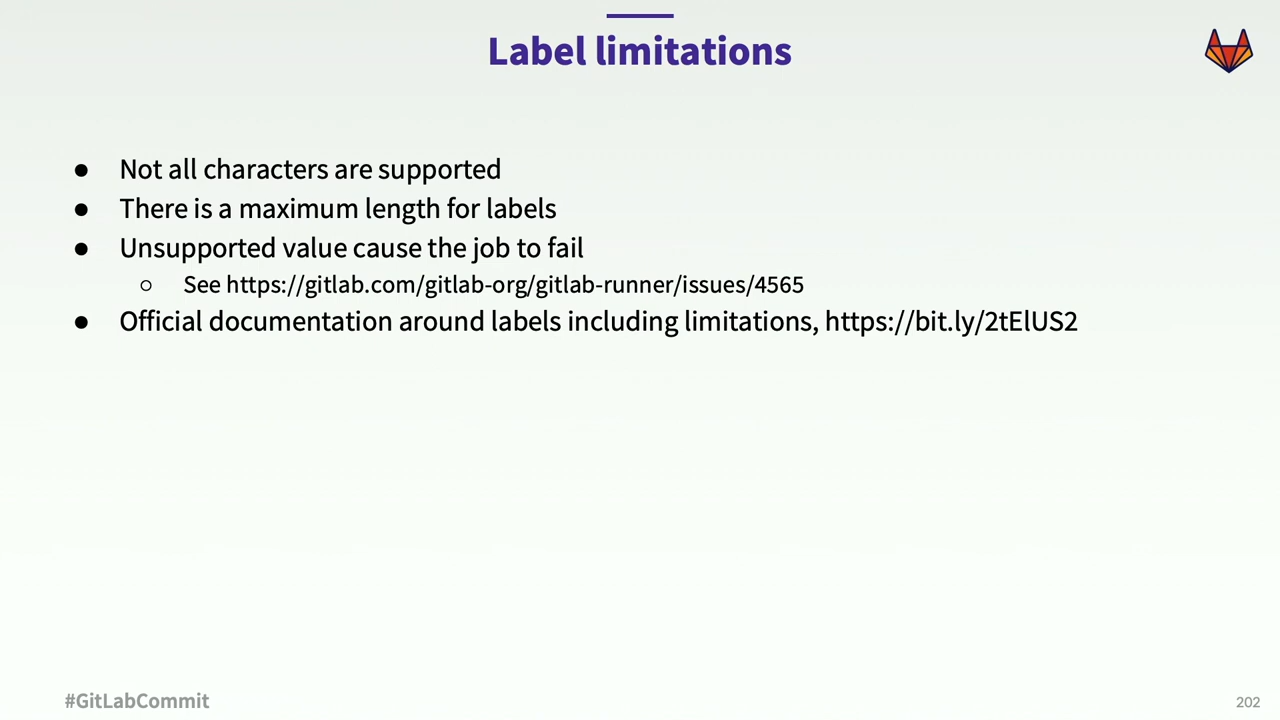 Label limitations
● Not all characters are supported
● There is a maximum length for labels
● Unsupported value cause the job to fail
○ See https://gitlab.com/gitlab-org/gitlab-runner/issues/4565
● Official documentation around labels including limitations, https://bit.ly/2tElUS2
#GitLabCommit
202